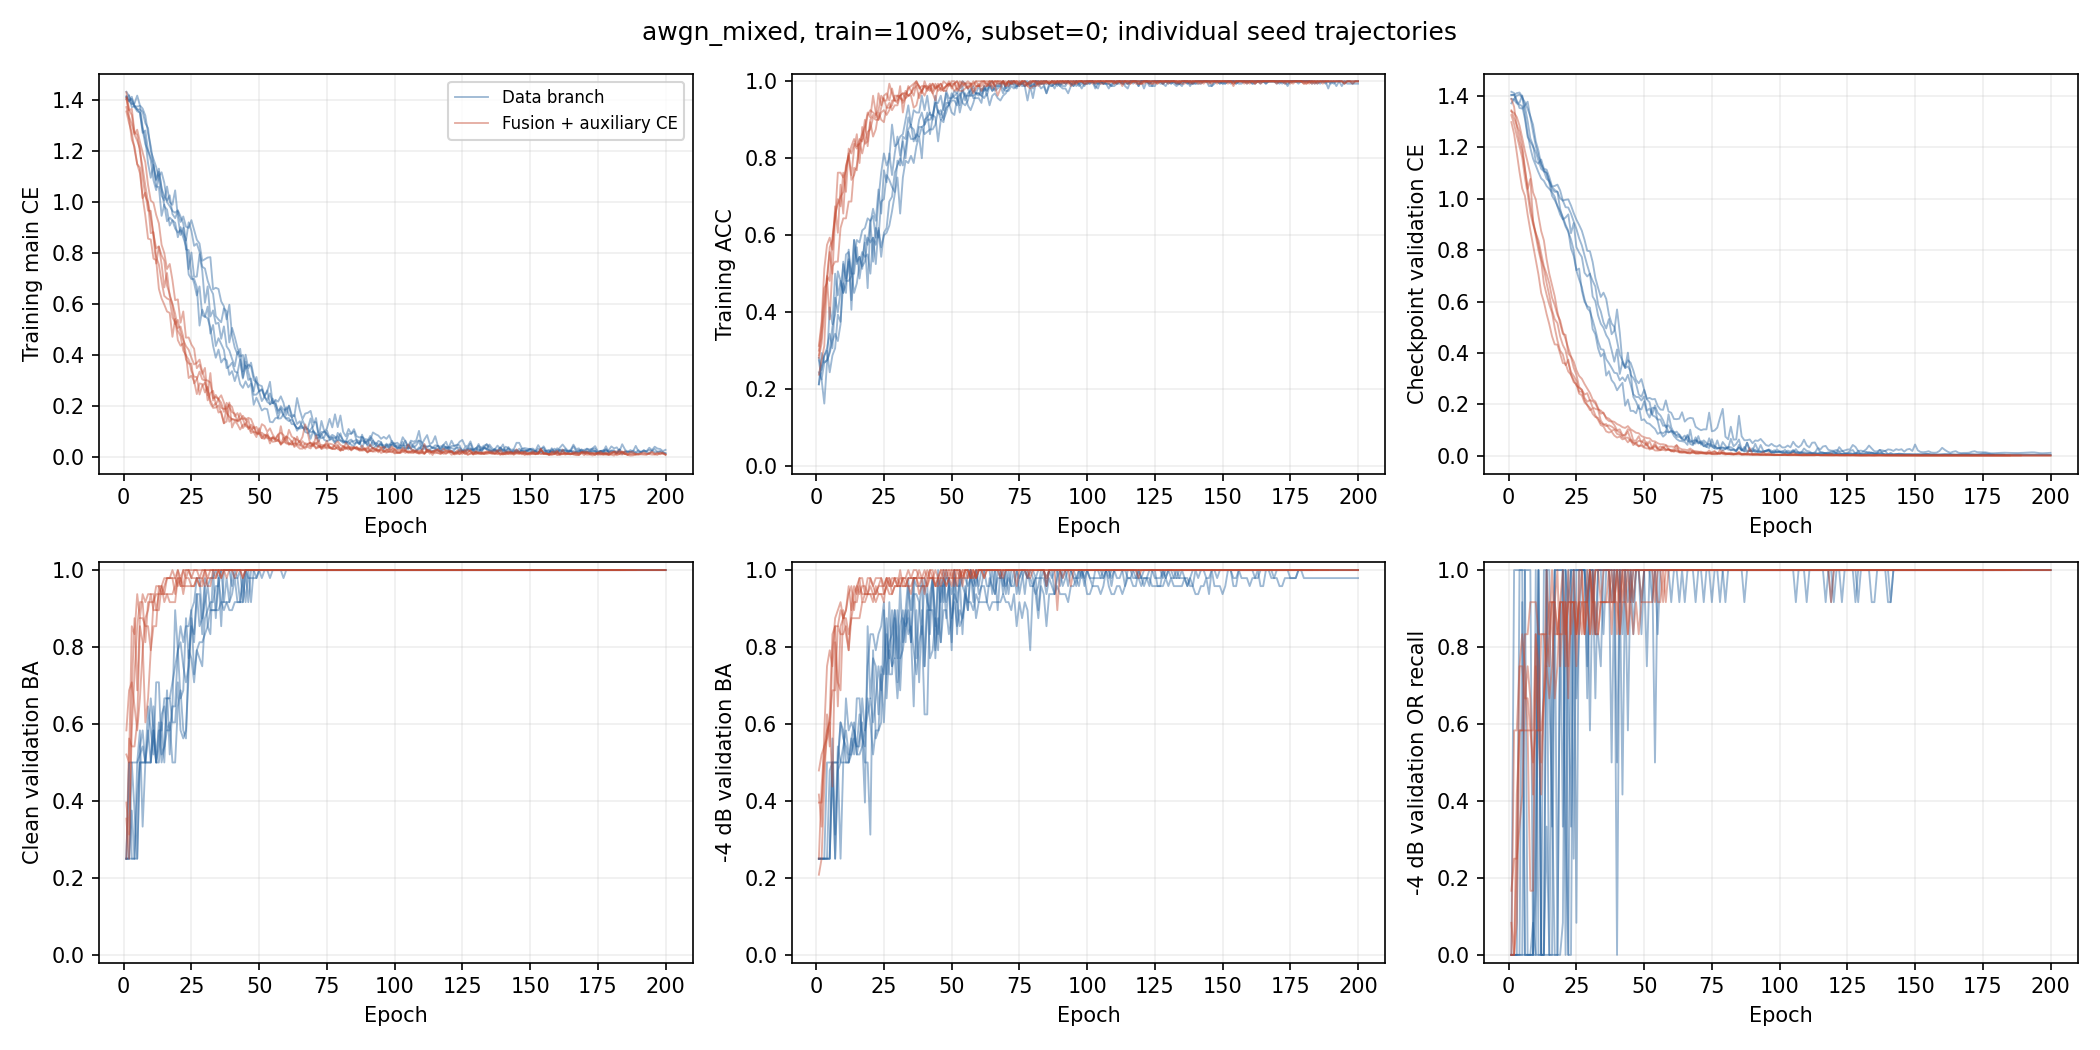 awgn_mixed, train=100%, subset=0; individual seed trajectories
Training main CE
1.4
1.2
1.0
0.8
0.6
0.4
0.2
0.0
Data branch
Fusion + auxiliary CE
0 25 50 75 100 125 150 175 200
Epoch
Training ACC
1.0
0.8
0.6
0.4
0.2
0.0
0 25 50 75 100 125 150 175 200
Epoch
Checkpoint validation CE
1.4
1.2
1.0
0.8
0.6
0.4
0.2
0.0
0 25 50 75 100 125 150 175 200
Epoch
Clean validation BA
1.0
0.8
0.6
0.4
0.2
0.0
0 25 50 75 100 125 150 175 200
Epoch
-4 dB validation BA
1.0
0.8
0.6
0.4
0.2
0.0
0 25 50 75 100 125 150 175 200
Epoch
-4 dB validation OR recall
1.0
0.8
0.6
0.4
0.2
0.0
0 25 50 75 100 125 150 175 200
Epoch